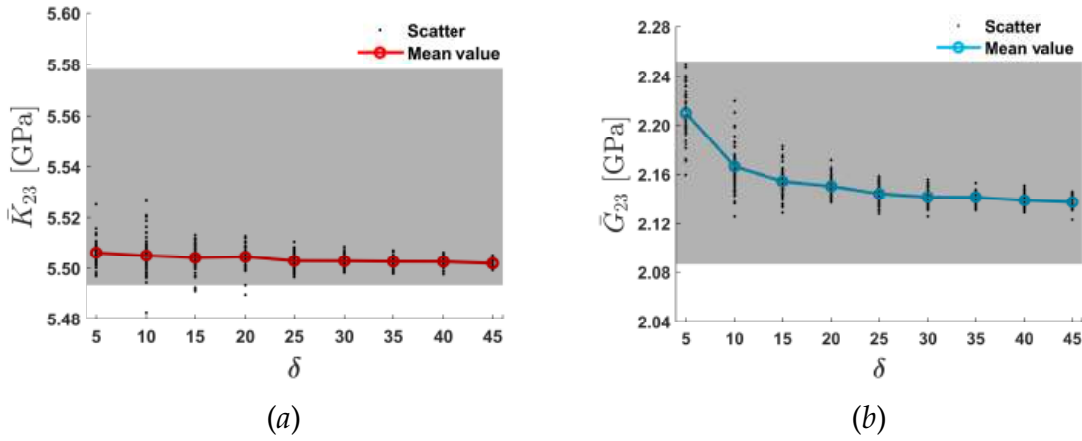 5.60
5.58
5.56
5.54
5.52
5.50
5.48
K̄23 [GPa]
Scatter
Mean value
5 10 15 20 25 30 35 40 45
δ
(a)
2.28
2.24
2.20
2.16
2.12
2.08
2.04
Ḡ23 [GPa]
Scatter
Mean value
5 10 15 20 25 30 35 40 45
δ
(b)